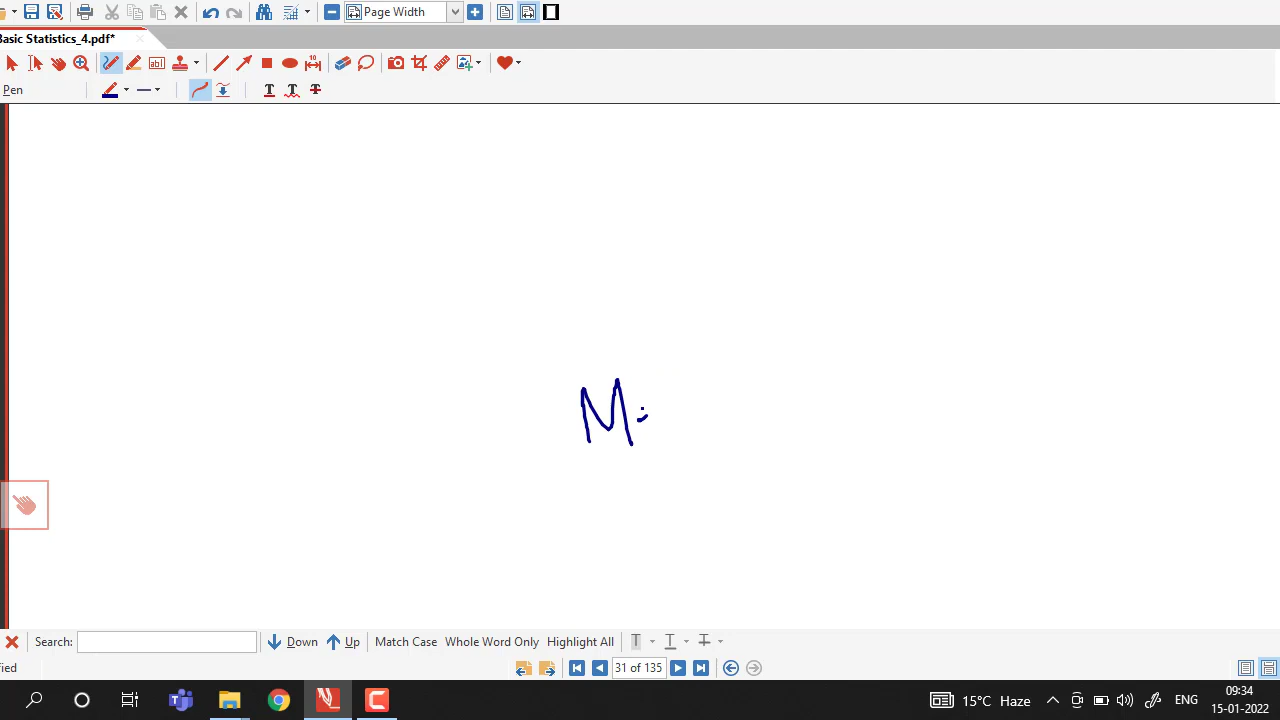 Page Width
Basic Statistics_4.pdf*
10
Pen
T T T
M
Search: Down Up Match Case Whole Word Only Highlight All T T T
31 of 135
15°C Haze ENG 09:34
15-01-2022